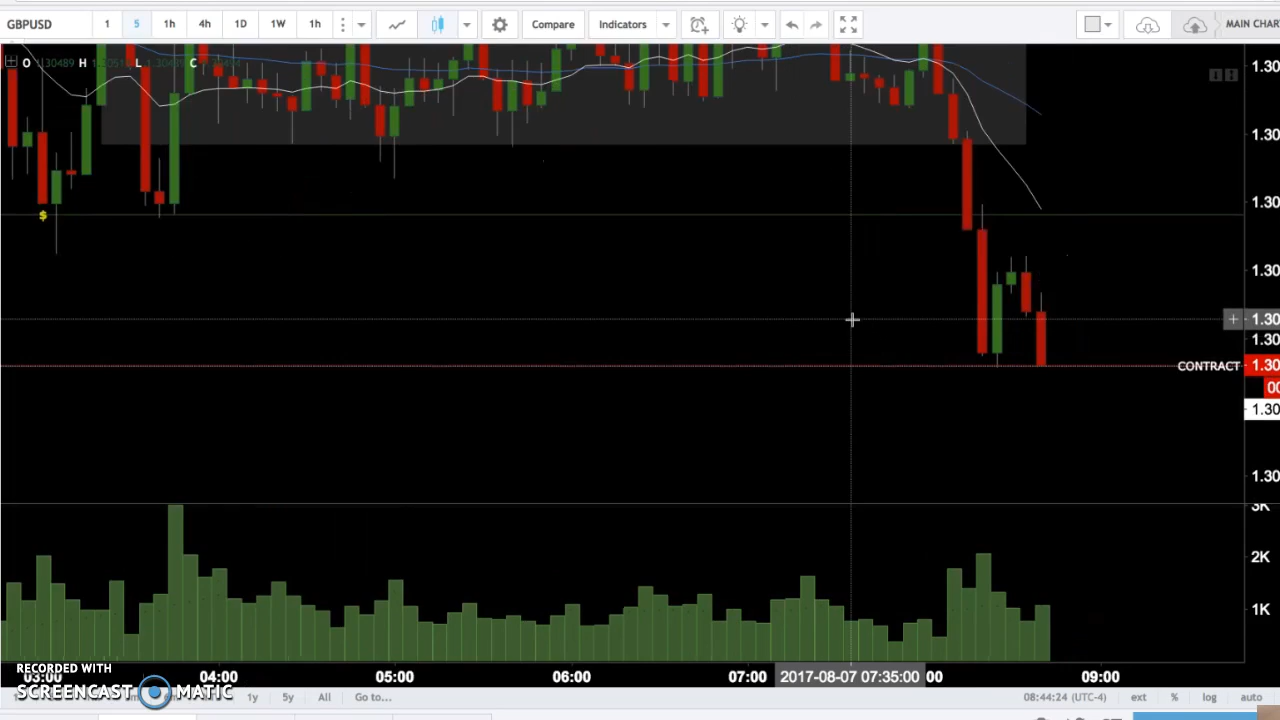 GBPUSD 1 5 1h 4h 1D 1W 1h Compare Indicators MAIN CHAR
O 1.30489 H L C
1.30
1.30
1.30
$
1.30
+ 1.30
1.30
CONTRACT 1.30
00
1.30
1.30
3K
2K
1K
RECORDED WITH
SCREENCAST MATIC
03:00 04:00 05:00 06:00 07:00 2017-08-07 07:35:00 00 09:00
1y 5y All Go to... 08:44:24 (UTC-4) ext % log auto